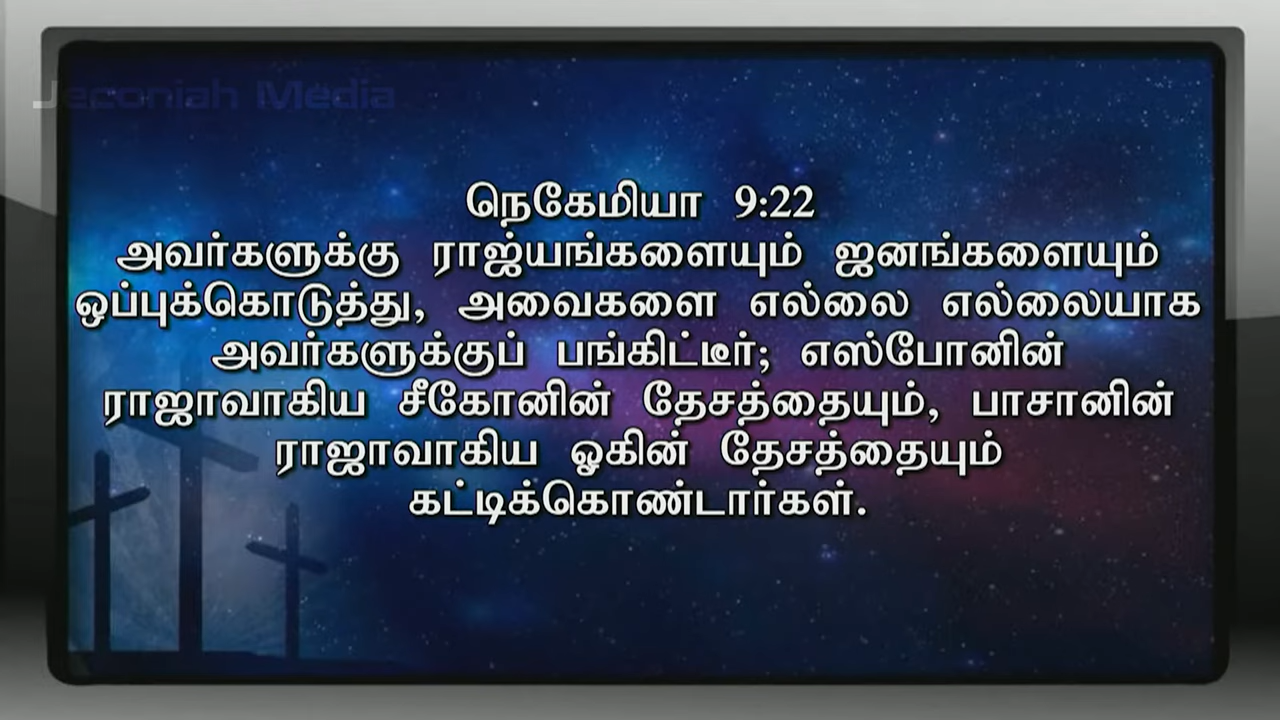 Jeconiah Media
நெகேமியா 9:22
அவர்களுக்கு ராஜ்யங்களையும் ஜனங்களையும்
ஒப்புக்கொடுத்து, அவைகளை எல்லை எல்லையாக
அவர்களுக்குப் பங்கிட்டீர்; எஸ்போனின்
ராஜாவாகிய சீகோனின் தேசத்தையும், பாசானின்
ராஜாவாகிய ஓகின் தேசத்தையும்
கட்டிக்கொண்டார்கள்.